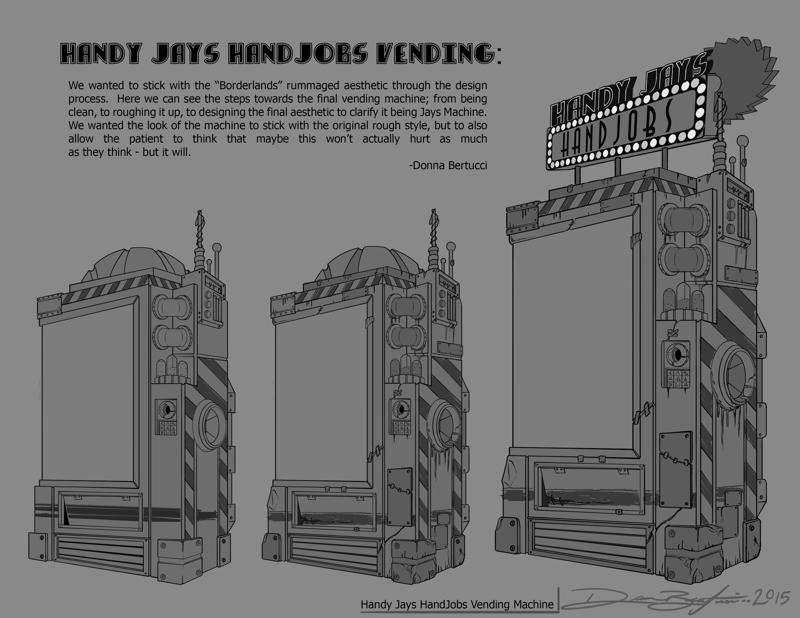 HANDY JAYS HANDJOBS VENDING:
We wanted to stick with the “Borderlands” rummaged aesthetic through the design
process. Here we can see the steps towards the final vending machine; from being
clean, to roughing it up, to designing the final aesthetic to clarify it being Jays Machine.
We wanted the look of the machine to stick with the original rough style, but to also
allow the patient to think that maybe this won’t actually hurt as much
as they think - but it will.
-Donna Bertucci
HANDY JAYS
HANDJOBS
Handy Jays HandJobs Vending Machine
2015